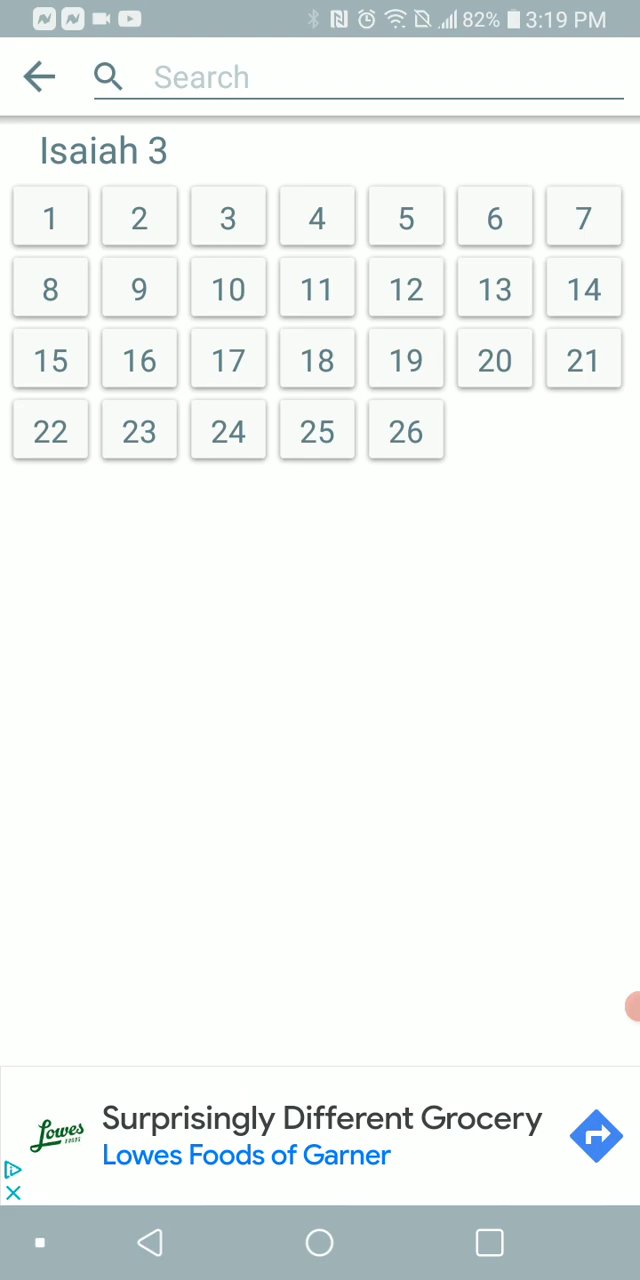 82% 3:19 PM
Search
Isaiah 3
1 2 3 4 5 6 7
8 9 10 11 12 13 14
15 16 17 18 19 20 21
22 23 24 25 26
Lowes
FOODS
Surprisingly Different Grocery
Lowes Foods of Garner